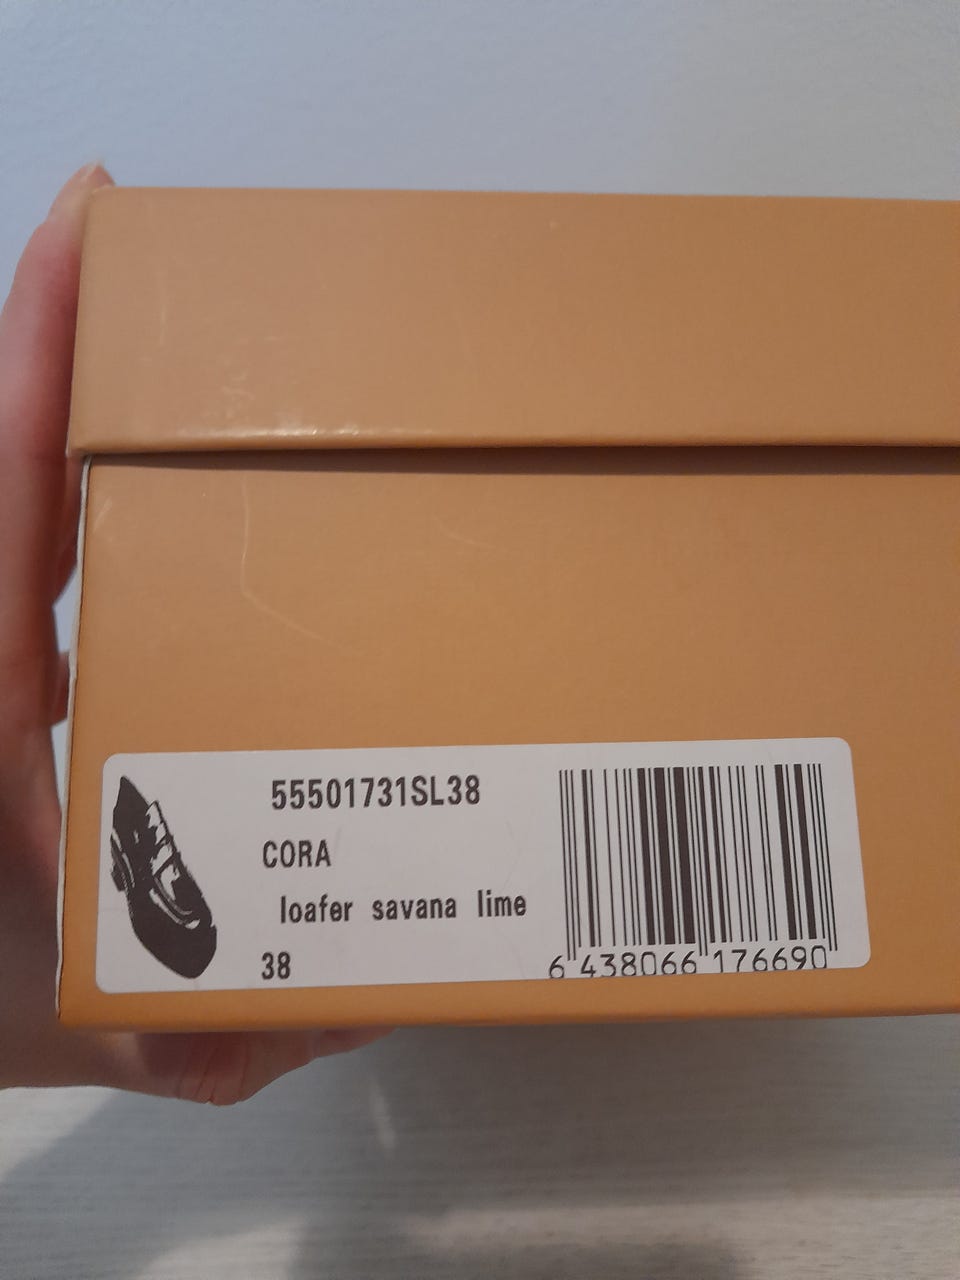 55501731SL38
CORA
loafer savana lime
38
6 438066 176690